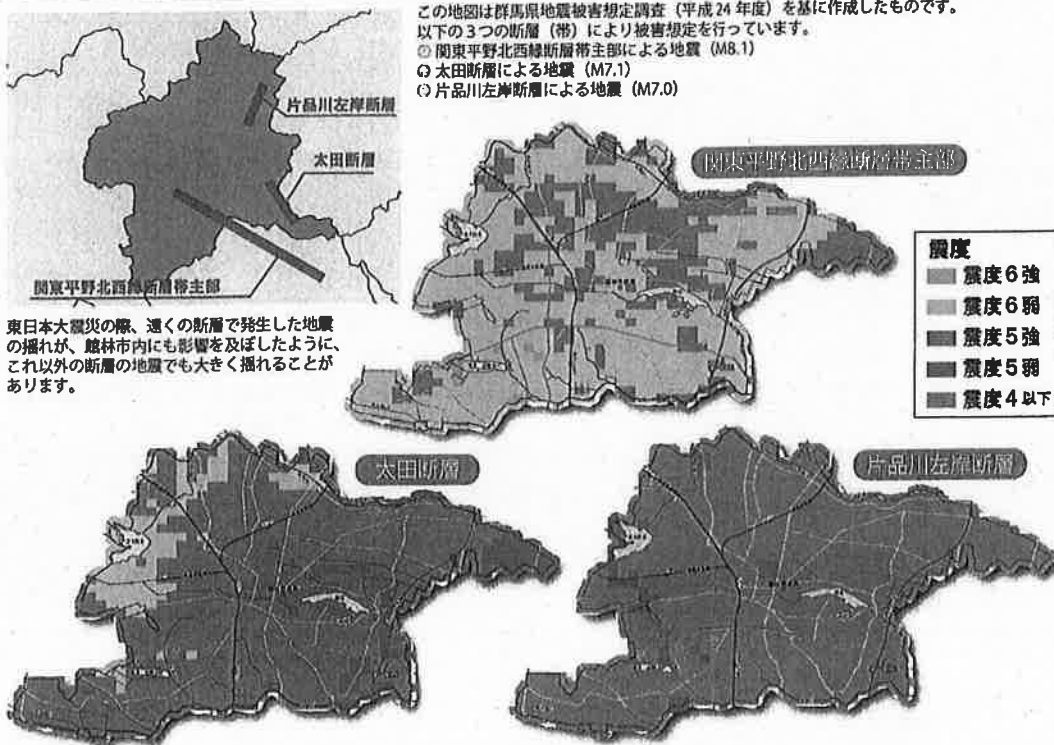 この地図は群馬県地震被害想定調査（平成24年度）を基に作成したものです。
以下の3つの断層（帯）により被害想定を行っています。
関東平野北西縁断層帯主部による地震（M8.1）
太田断層による地震（M7.1）
片品川左岸断層による地震（M7.0）
片品川左岸断層
太田断層
関東平野北西縁断層帯主部
東日本大震災の際、遠くの断層で発生した地震
の揺れが、館林市内にも影響を及ぼしたように、
これ以外の断層の地震でも大きく揺れることが
あります。
関東平野北西縁断層帯主部
震度
震度6強
震度6弱
震度5強
震度5弱
震度4以下
太田断層
片品川左岸断層